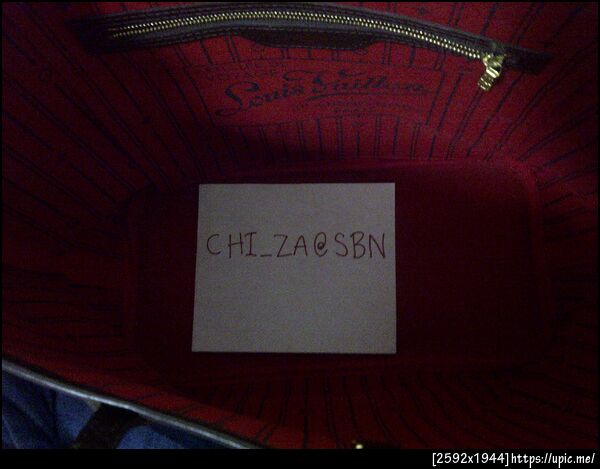 Louis Vuitton
CHI_ZA@SBN
[2592x1944]https://upic.me/